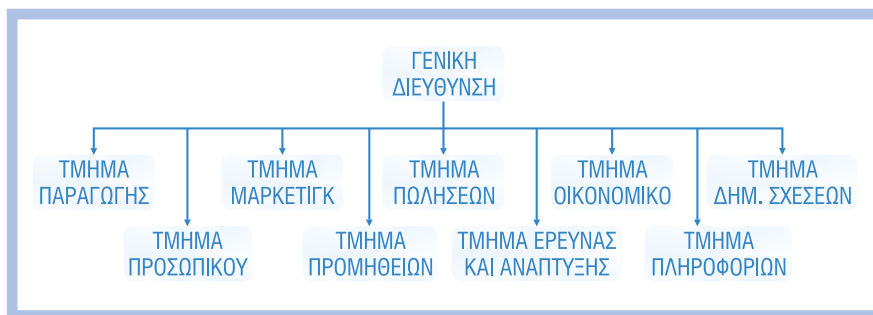 ΓΕΝΙΚΗ
ΔΙΕΥΘΥΝΣΗ
ΤΜΗΜΑ
ΠΑΡΑΓΩΓΗΣ
ΤΜΗΜΑ
ΜΑΡΚΕΤΙΓΚ
ΤΜΗΜΑ
ΠΩΛΗΣΕΩΝ
ΤΜΗΜΑ
ΟΙΚΟΝΟΜΙΚΟ
ΤΜΗΜΑ
ΔΗΜ. ΣΧΕΣΕΩΝ
ΤΜΗΜΑ
ΠΡΟΣΩΠΙΚΟΥ
ΤΜΗΜΑ
ΠΡΟΜΗΘΕΙΩΝ
ΤΜΗΜΑ ΕΡΕΥΝΑΣ
ΚΑΙ ΑΝΑΠΤΥΞΗΣ
ΤΜΗΜΑ
ΠΛΗΡΟΦΟΡΙΩΝ